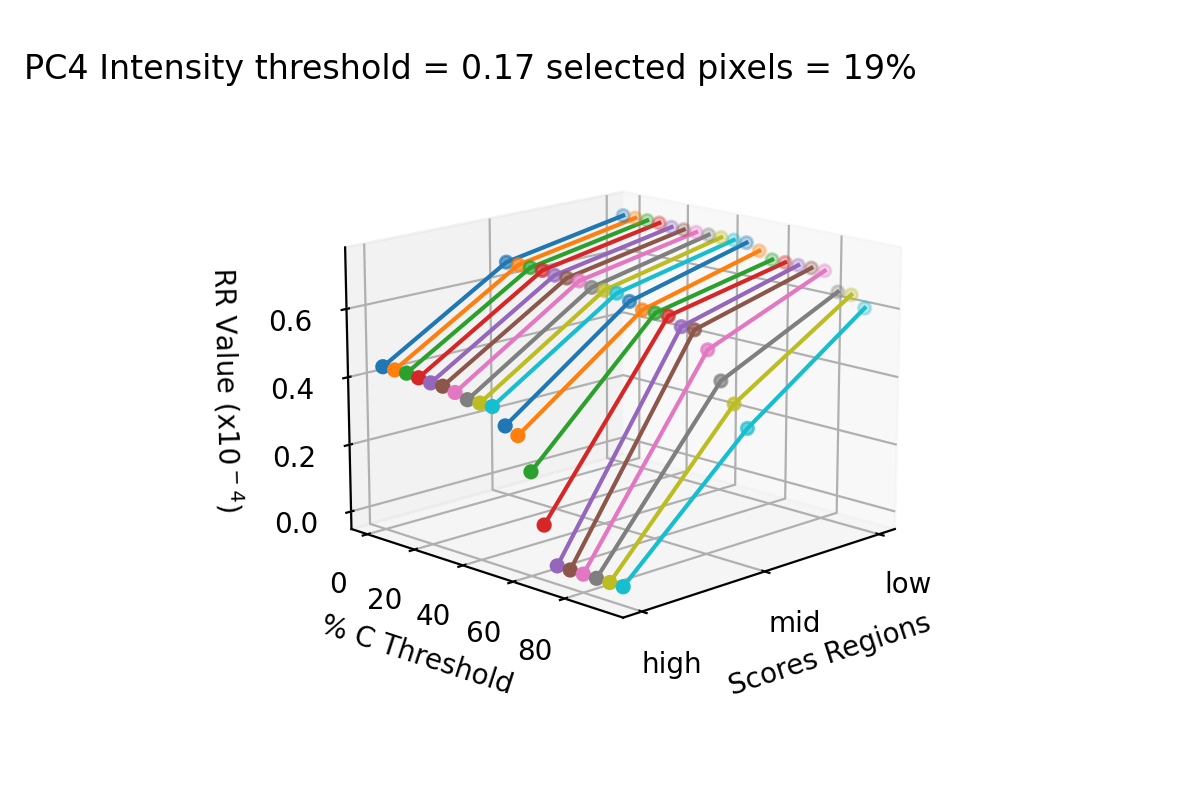 PC4 Intensity threshold = 0.17 selected pixels = 19%
RR Value (x10⁻⁴)
0.6
0.4
0.2
0.0
0
20
40
60
80
% C Threshold
high
mid
low
Scores Regions